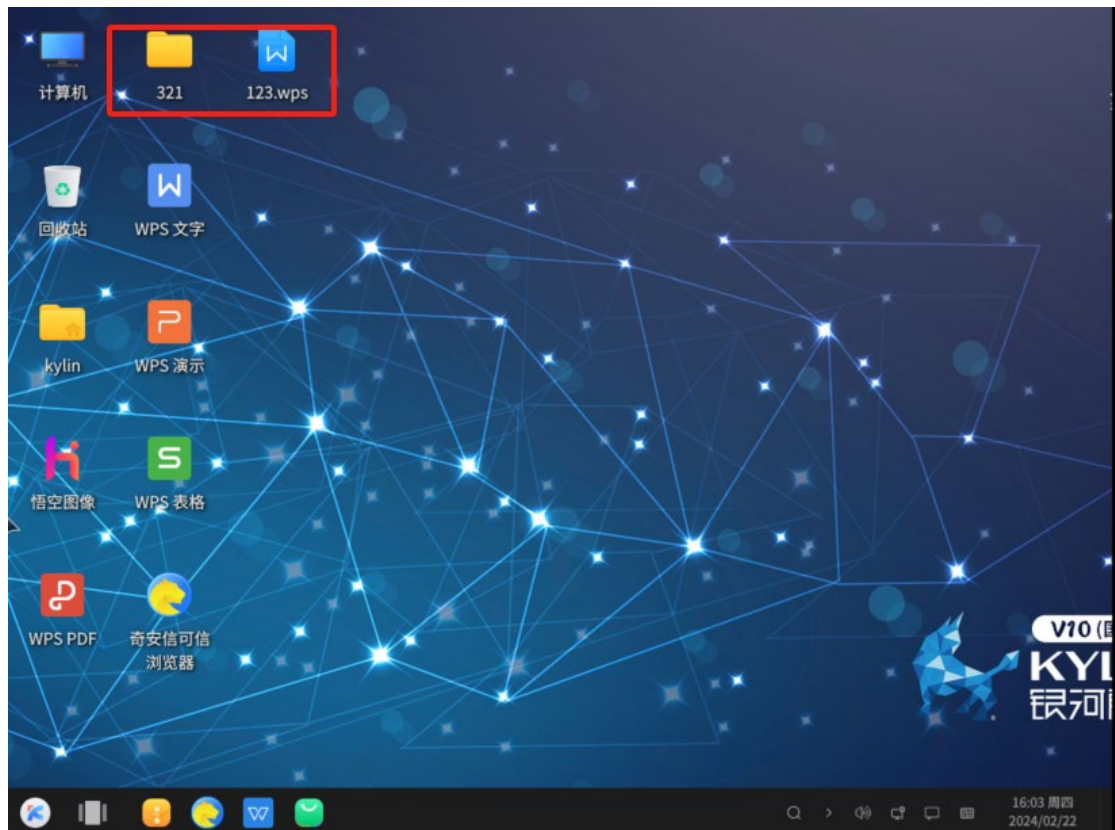 计算机
321
123.wps
回收站
WPS 文字
kylin
WPS 演示
悟空图像
WPS 表格
WPS PDF
奇安信可信
浏览器
V10
KYL
银河
16:03 周四
2024/02/22